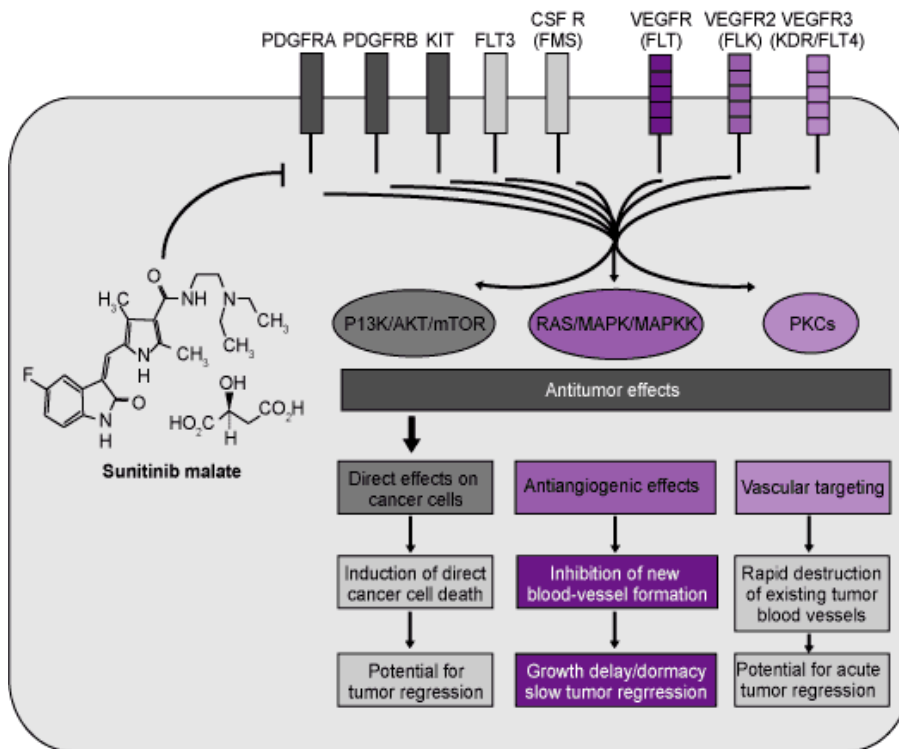 CSF R VEGFR VEGFR2 VEGFR3
PDGFRA PDGFRB KIT FLT3 (FMS) (FLT) (FLK) (KDR/FLT4)
P13K/AKT/mTOR RAS/MAPK/MAPKK PKCs
Antitumor effects
O
H3C
NH
N
CH3
CH3
CH3
N
H
F
O
N
H
OH
HO2C
CO2H
H
Sunitinib malate
Direct effects on
cancer cells
Antiangiogenic effects
Vascular targeting
Induction of direct
cancer cell death
Inhibition of new
blood-vessel formation
Rapid destruction
of existing tumor
blood vessels
Potential for
tumor regression
Growth delay/dormacy
slow tumor regrression
Potential for acute
tumor regression